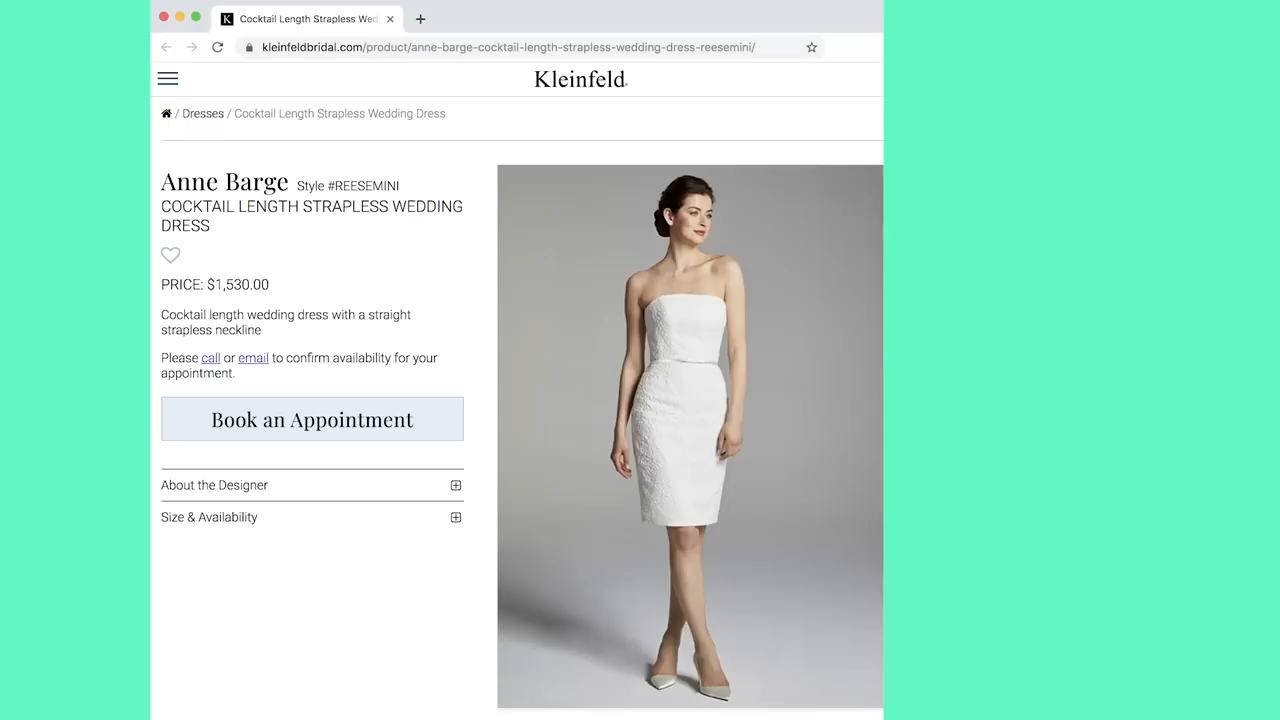 K Cocktail Length Strapless Wed
kleinfeldbridal.com/product/anne-barge-cocktail-length-strapless-wedding-dress-reesemini/
Kleinfeld
/ Dresses / Cocktail Length Strapless Wedding Dress
Anne Barge Style #REESEMINI
COCKTAIL LENGTH STRAPLESS WEDDING
DRESS
PRICE: $1,530.00
Cocktail length wedding dress with a straight
strapless neckline
Please call or email to confirm availability for your
appointment.
Book an Appointment
About the Designer
Size & Availability